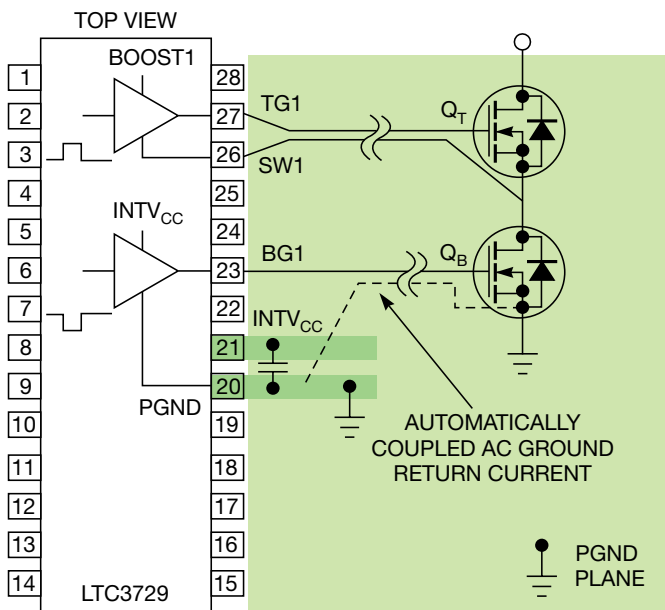 TOP VIEW
BOOST1
1
28
2
27
TG1
Q_T
3
26
SW1
4
25
INTV_CC
5
24
6
23
BG1
Q_B
7
22
INTV_CC
8
21
9
20
PGND
10
19
AUTOMATICALLY
COUPLED AC GROUND
RETURN CURRENT
11
18
12
17
13
16
PGND
PLANE
14
LTC3729
15